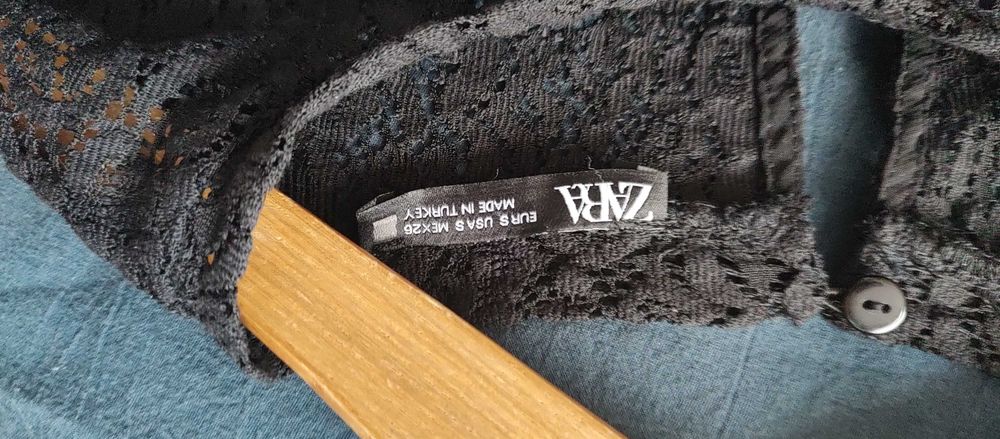 ZARA
EUR S USA S MEX 26
MADE IN TURKEY